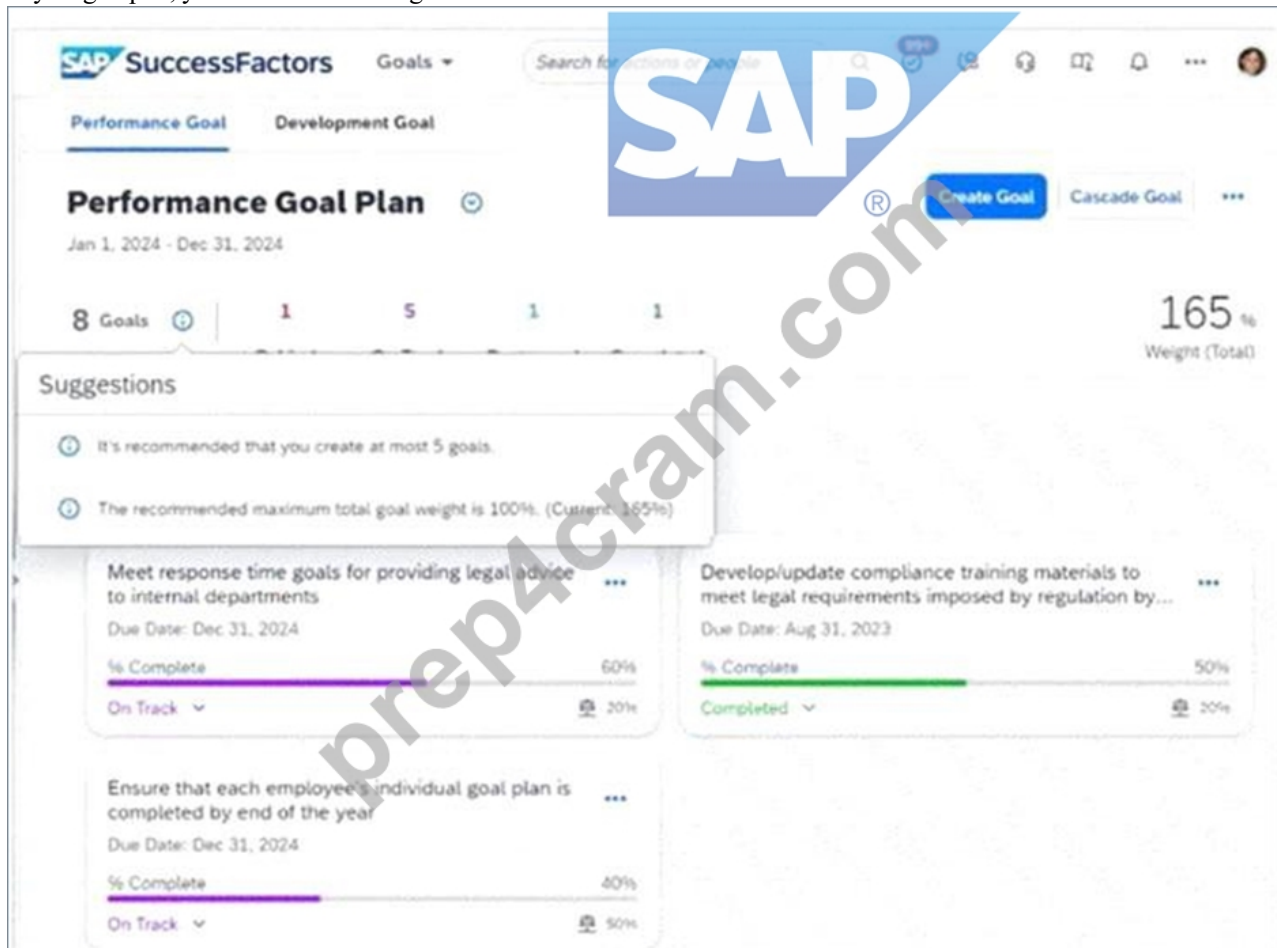 SAP SuccessFactors
Goals
Search for actions or people
99+
SAP
®
Performance Goal
Development Goal
Performance Goal Plan
Create Goal
Cascade Goal
Jan 1, 2024 - Dec 31, 2024
8 Goals
1
5
1
1
165 %
Weight (Total)
Suggestions
It's recommended that you create at most 5 goals.
The recommended maximum total goal weight is 100%. (Current: 165%)
Meet response time goals for providing legal advice
to internal departments
Due Date: Dec 31, 2024
% Complete
60%
On Track
20%
Develop/update compliance training materials to
meet legal requirements imposed by regulation by...
Due Date: Aug 31, 2023
% Complete
50%
Completed
20%
Ensure that each employee's individual goal plan is
completed by end of the year
Due Date: Dec 31, 2024
% Complete
40%
On Track
50%
prep4cram.com